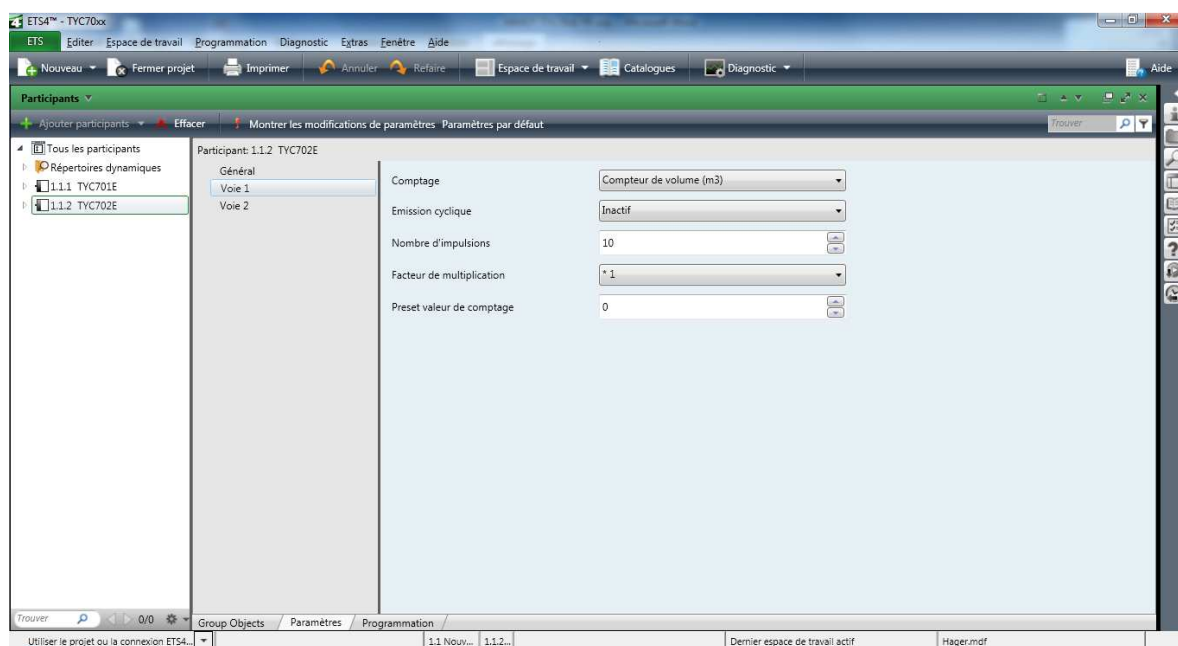 ETS4™ - TYC70xx
ETS Editer Espace de travail Programmation Diagnostic Extras Fenêtre Aide
Nouveau Fermer projet Imprimer Annuler Refaire Espace de travail Catalogues Diagnostic Aide
Participants
Ajouter participants Effacer Montrer les modifications de paramètres Paramètres par défaut Trouver
Tous les participants
Répertoires dynamiques
1.1.1 TYC701E
1.1.2 TYC702E
Participant: 1.1.2 TYC702E
Général
Voie 1
Voie 2
Comptage Compteur de volume (m3)
Emission cyclique Inactif
Nombre d'impulsions 10
Facteur de multiplication * 1
Preset valeur de comptage 0
Trouver 0/0
Group Objects Paramètres Programmation
Utiliser le projet ou la connexion ETS4... 1.1 Nouv... 1.1.2... Dernier espace de travail actif Hager.mdf